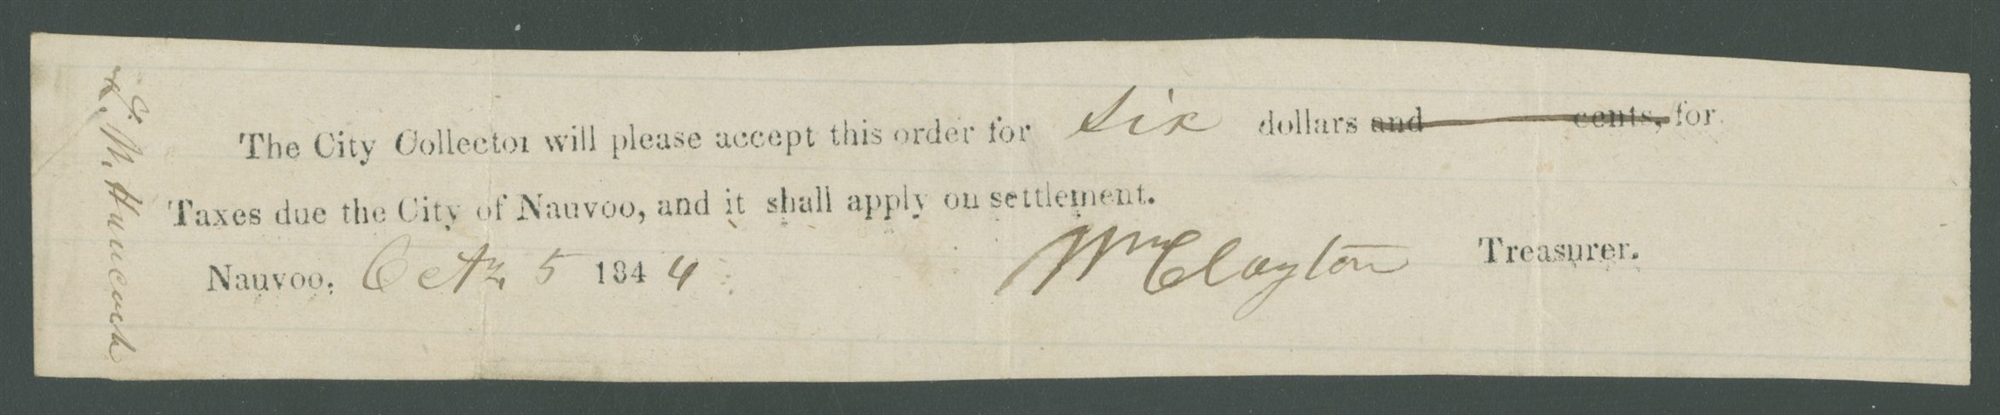 The City Collector will please accept this order for six dollars and cents, for
Taxes due the City of Nauvoo, and it shall apply on settlement.
Nauvoo, Oct 5 1844 Wm Clayton Treasurer.